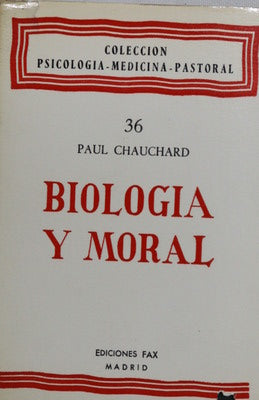 COLECCION
PSICOLOGIA-MEDICINA-PASTORAL
36
PAUL CHAUCHARD
BIOLOGIA
Y MORAL
EDICIONES FAX
MADRID